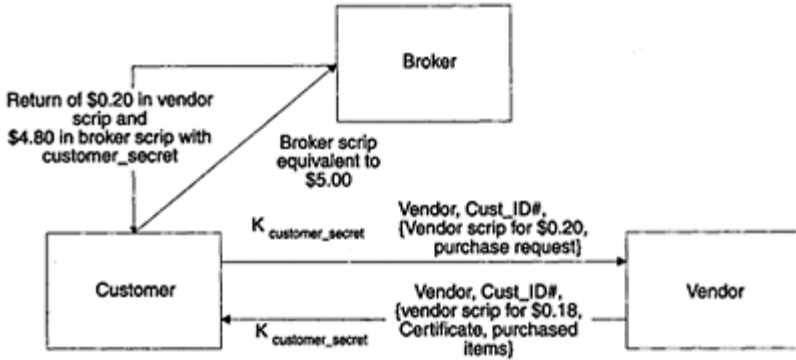 Broker
Return of $0.20 in vendor
scrip and
$4.80 in broker scrip with
customer_secret
Broker scrip
equivalent to
$5.00
Customer
K customer_secret
Vendor, Cust_ID#,
{Vendor scrip for $0.20,
purchase request}
Vendor
Vendor, Cust_ID#,
{vendor scrip for $0.18,
Certificate, purchased
items}
K customer_secret